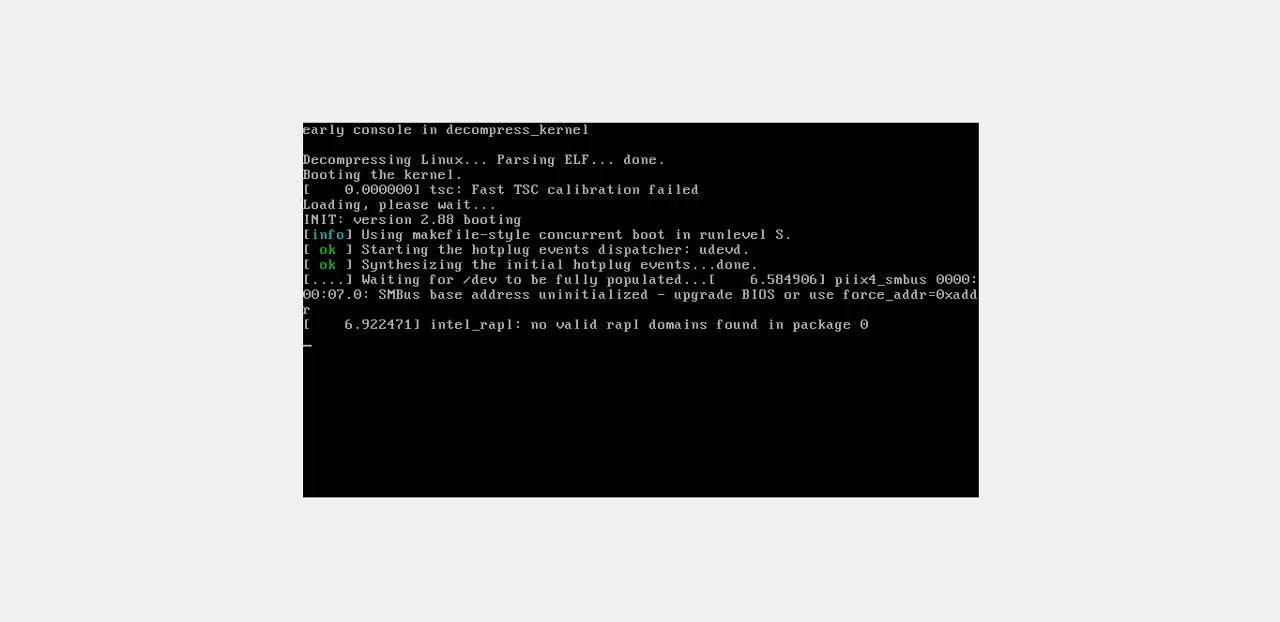 early console in decompress_kernel
Decompressing Linux... Parsing ELF... done.
Booting the kernel.
[    0.000000] tsc: Fast TSC calibration failed
Loading, please wait...
INIT: version 2.88 booting
[info] Using makefile-style concurrent boot in runlevel S.
[ ok ] Starting the hotplug events dispatcher: udevd.
[ ok ] Synthesizing the initial hotplug events...done.
[....] Waiting for /dev to be fully populated...[    6.584906] piix4_smbus 0000:
00:07.0: SMBus base address uninitialized - upgrade BIOS or use force_addr=0xadd
r
[    6.922471] intel_rapl: no valid rapl domains found in package 0